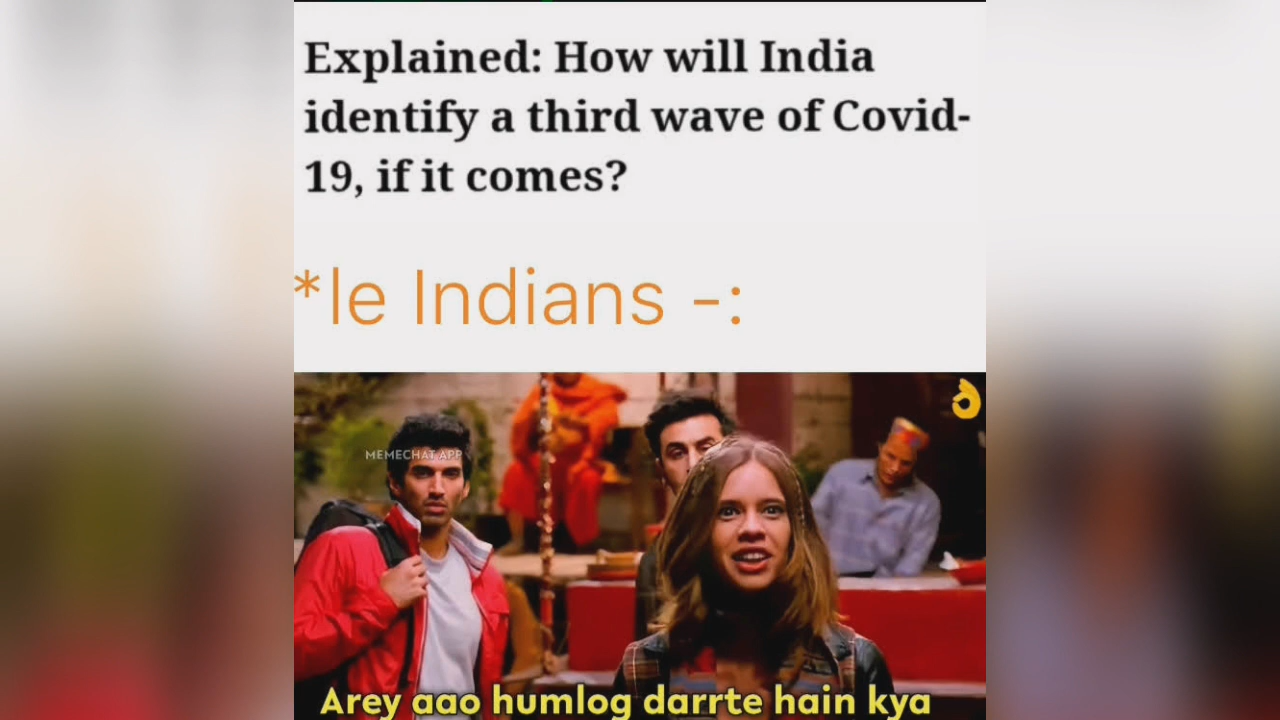 Explained: How will India
identify a third wave of Covid-
19, if it comes?
*le Indians -:
MEMECHAT APP
Arey aao humlog darrte hain kya